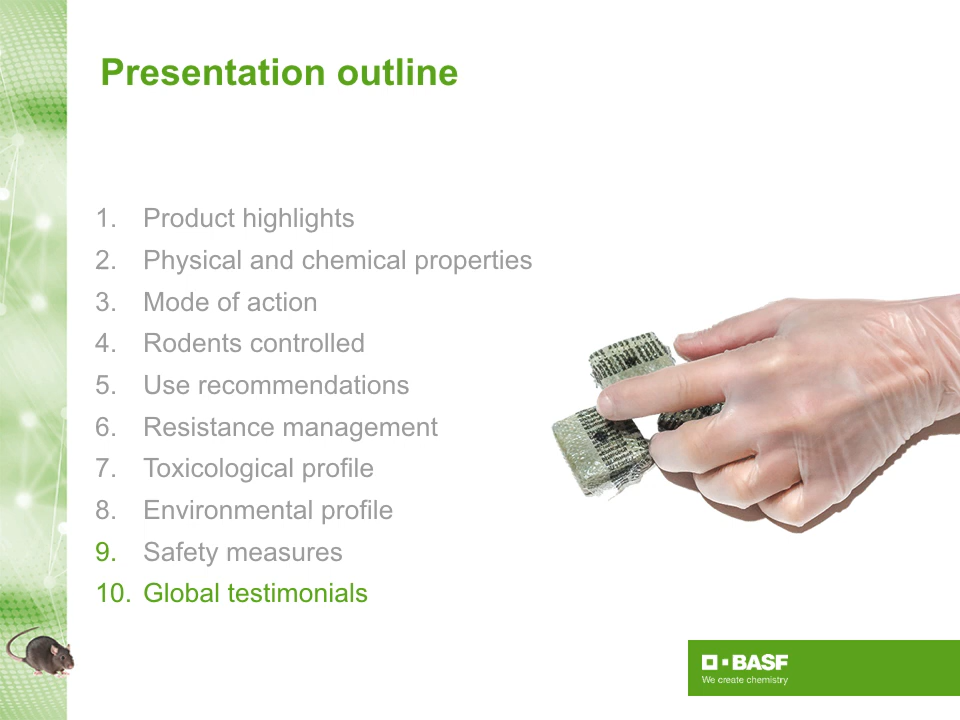 Presentation outline
1. Product highlights
2. Physical and chemical properties
3. Mode of action
4. Rodents controlled
5. Use recommendations
6. Resistance management
7. Toxicological profile
8. Environmental profile
9. Safety measures
10. Global testimonials
BASF
We create chemistry